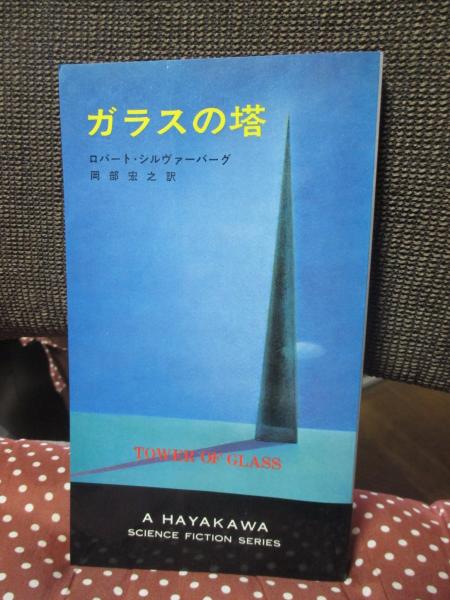 ガラスの塔
ロバート・シルヴァーバーグ
岡部宏之訳
TOWER OF GLASS
A HAYAKAWA
SCIENCE FICTION SERIES